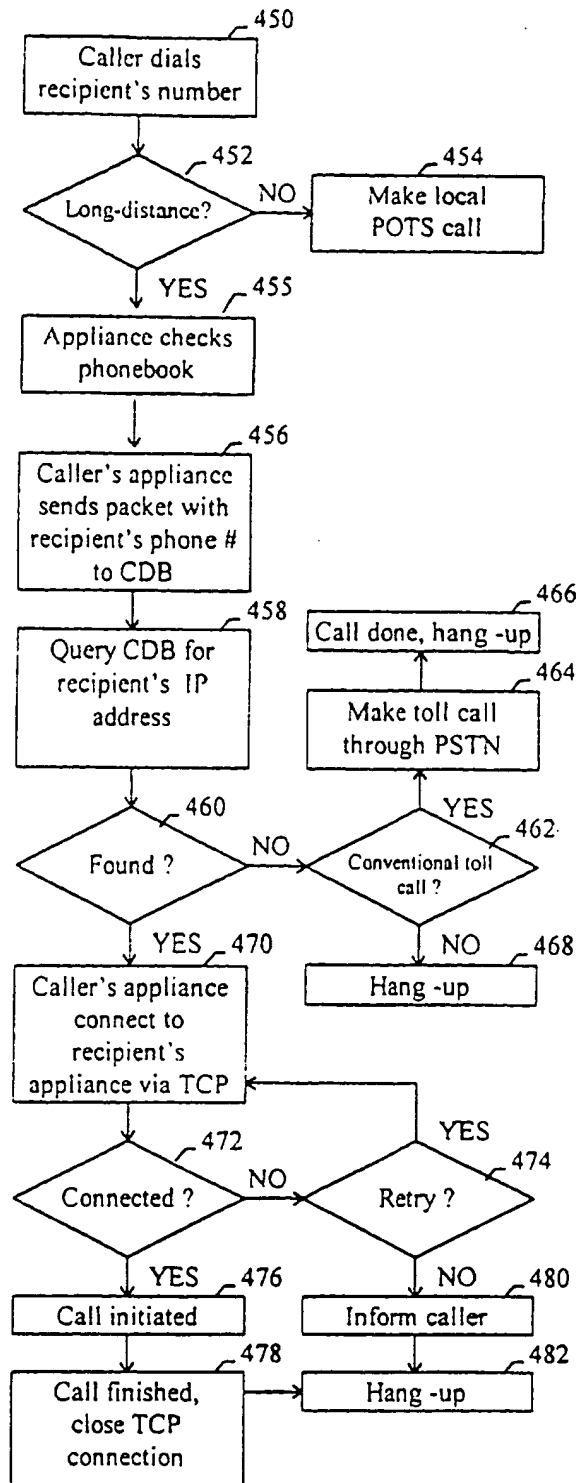 450
Caller dials
recipient's number
452
Long-distance?
NO
454
Make local
POTS call
YES
455
Appliance checks
phonebook
456
Caller's appliance
sends packet with
recipient's phone #
to CDB
458
Query CDB for
recipient's IP
address
466
Call done, hang -up
464
Make toll call
through PSTN
YES
460
Found ?
NO
462
Conventional toll
call ?
YES
NO
470
Caller's appliance
connect to
recipient's
appliance via TCP
468
Hang -up
YES
472
Connected ?
NO
474
Retry ?
YES
NO
476
Call initiated
480
Inform caller
478
Call finished,
close TCP
connection
482
Hang -up